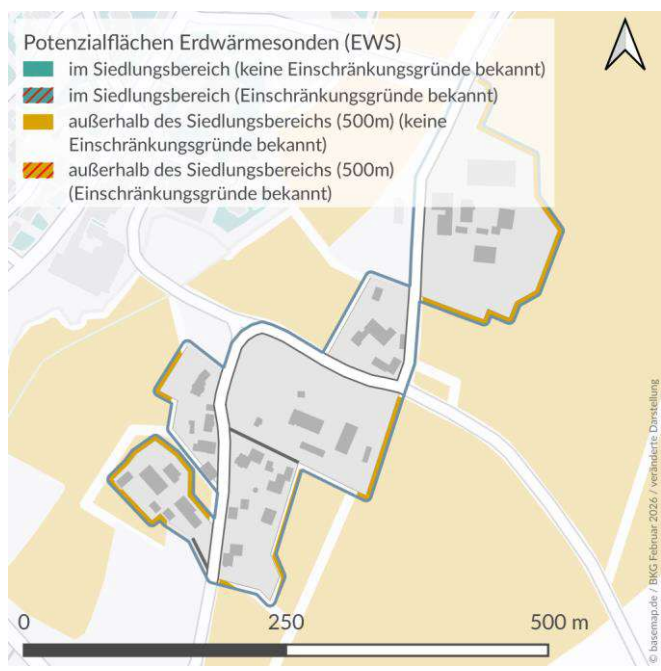 Potenzialflächen Erdwärmesonden (EWS)
im Siedlungsbereich (keine Einschränkungsgründe bekannt)
im Siedlungsbereich (Einschränkungsgründe bekannt)
außerhalb des Siedlungsbereichs (500m) (keine
Einschränkungsgründe bekannt)
außerhalb des Siedlungsbereichs (500m)
(Einschränkungsgründe bekannt)
© basemap.de / BKG Februar 2026 / veränderte Darstellung
0 250 500 m